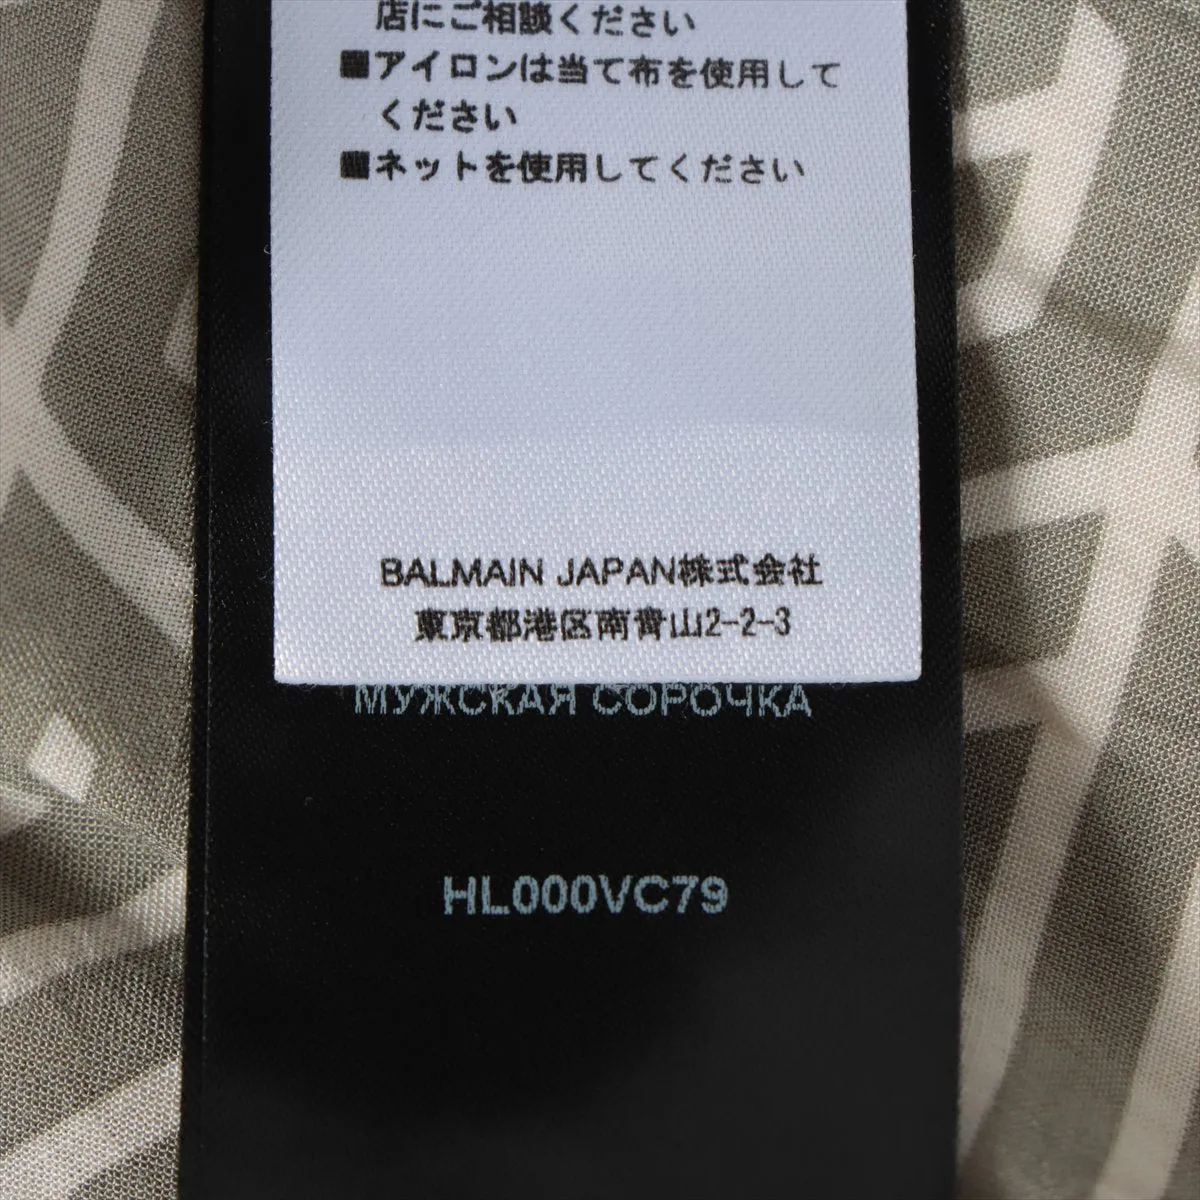 店にご相談ください
■アイロンは当て布を使用して
ください
■ネットを使用してください
BALMAIN JAPAN株式会社
東京都港区南青山2-2-3
МУЖСКАЯ СОРОЧКА
HL000VC79